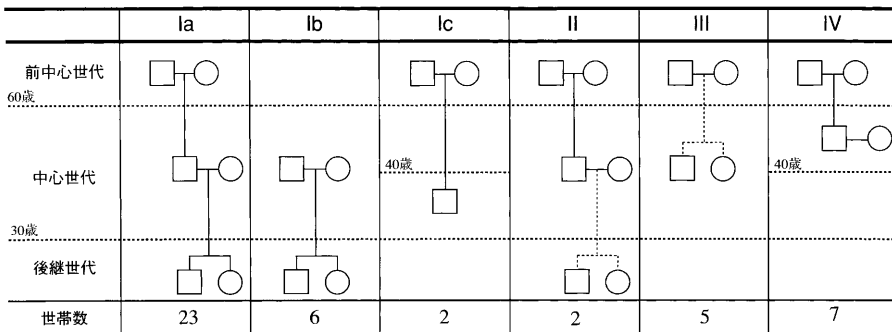 Ia Ib Ic II III IV
前中心世代
60歳
中心世代
40歳 40歳
30歳
後継世代
世帯数 23 6 2 2 5 7